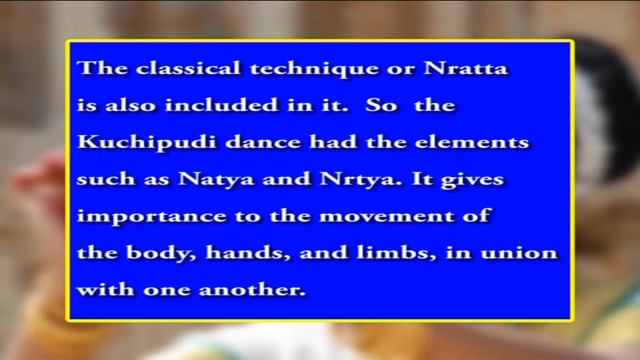 The classical technique or Nratta
is also included in it. So the
Kuchipudi dance had the elements
such as Natya and Nrtya. It gives
importance to the movement of
the body, hands, and limbs, in union
with one another.